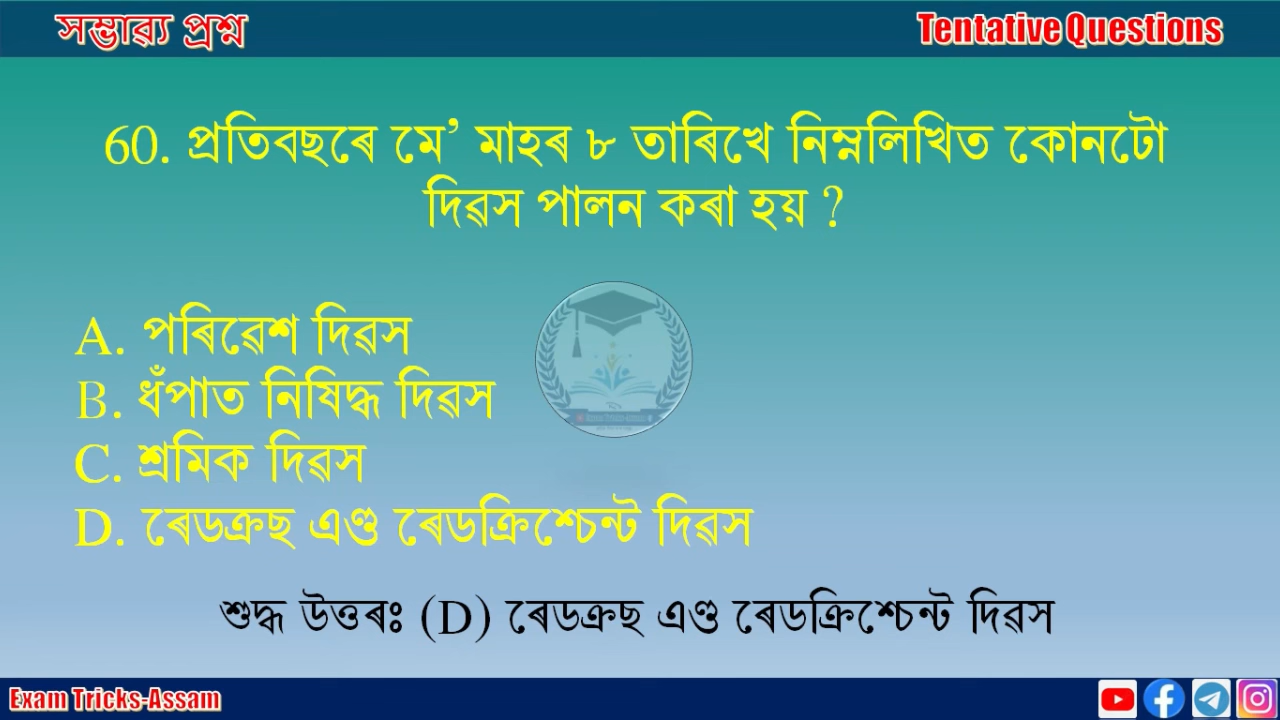 সম্ভাৱ্য প্ৰশ্ন
Tentative Questions
60. প্ৰতিবছৰে মে’ মাহৰ ৮ তাৰিখে নিম্নলিখিত কোনটো
দিৱস পালন কৰা হয় ?
A. পৰিৱেশ দিৱস
B. ধঁপাত নিষিদ্ধ দিৱস
C. শ্ৰমিক দিৱস
D. ৰেডক্ৰছ এণ্ড ৰেডক্ৰিশ্চেন্ট দিৱস
শুদ্ধ উত্তৰঃ (D) ৰেডক্ৰছ এণ্ড ৰেডক্ৰিশ্চেন্ট দিৱস
Exam Tricks-Assam